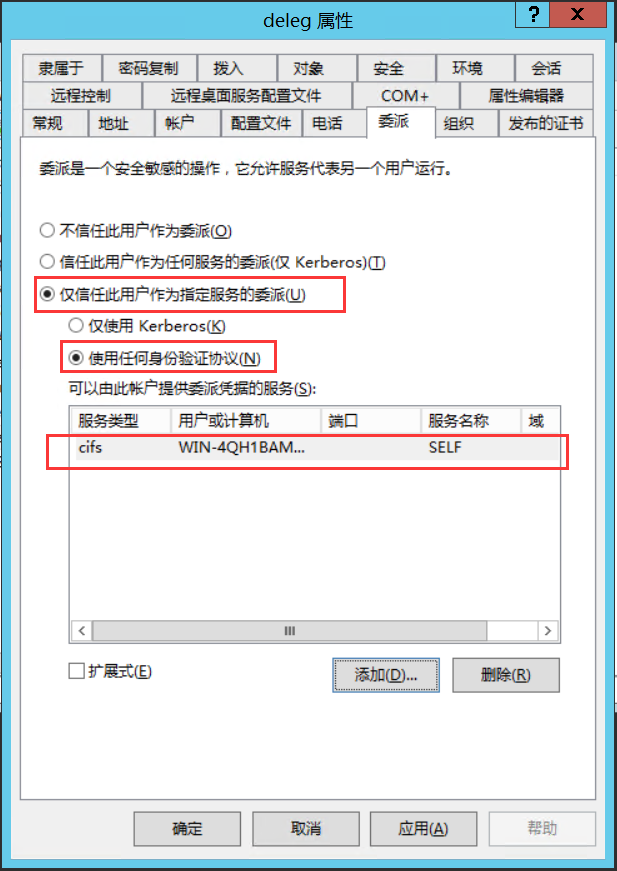 deleg 属性
?
X
隶属于 密码复制 拨入 对象 安全 环境 会话
远程控制 远程桌面服务配置文件 COM+ 属性编辑器
常规 地址 帐户 配置文件 电话 委派 组织 发布的证书
委派是一个安全敏感的操作，它允许服务代表另一个用户运行。
不信任此用户作为委派(O)
信任此用户作为任何服务的委派(仅 Kerberos)(T)
仅信任此用户作为指定服务的委派(U)
仅使用 Kerberos(K)
使用任何身份验证协议(N)
可以由此帐户提供委派凭据的服务(S):
服务类型 用户或计算机 端口 服务名称 域
cifs WIN-4QH1BAM... SELF
扩展式(E) 添加(D)... 删除(R)
确定 取消 应用(A) 帮助